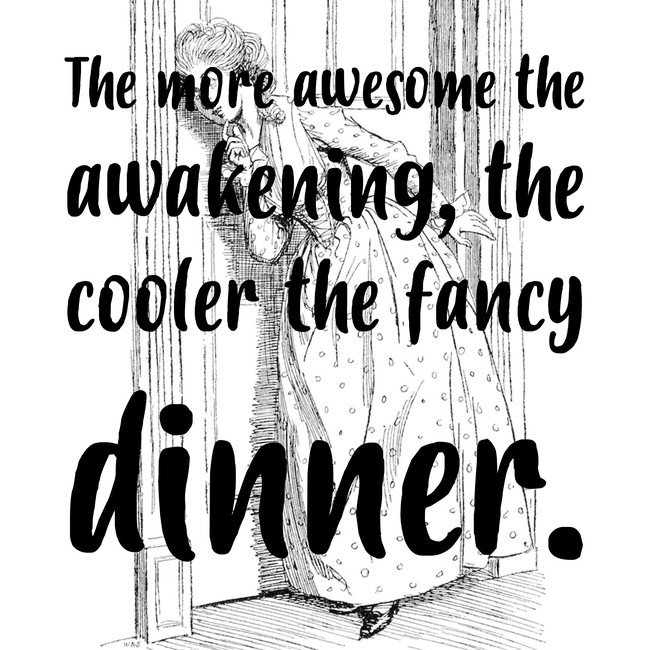 The more awesome the
awakening, the
cooler the fancy
dinner.